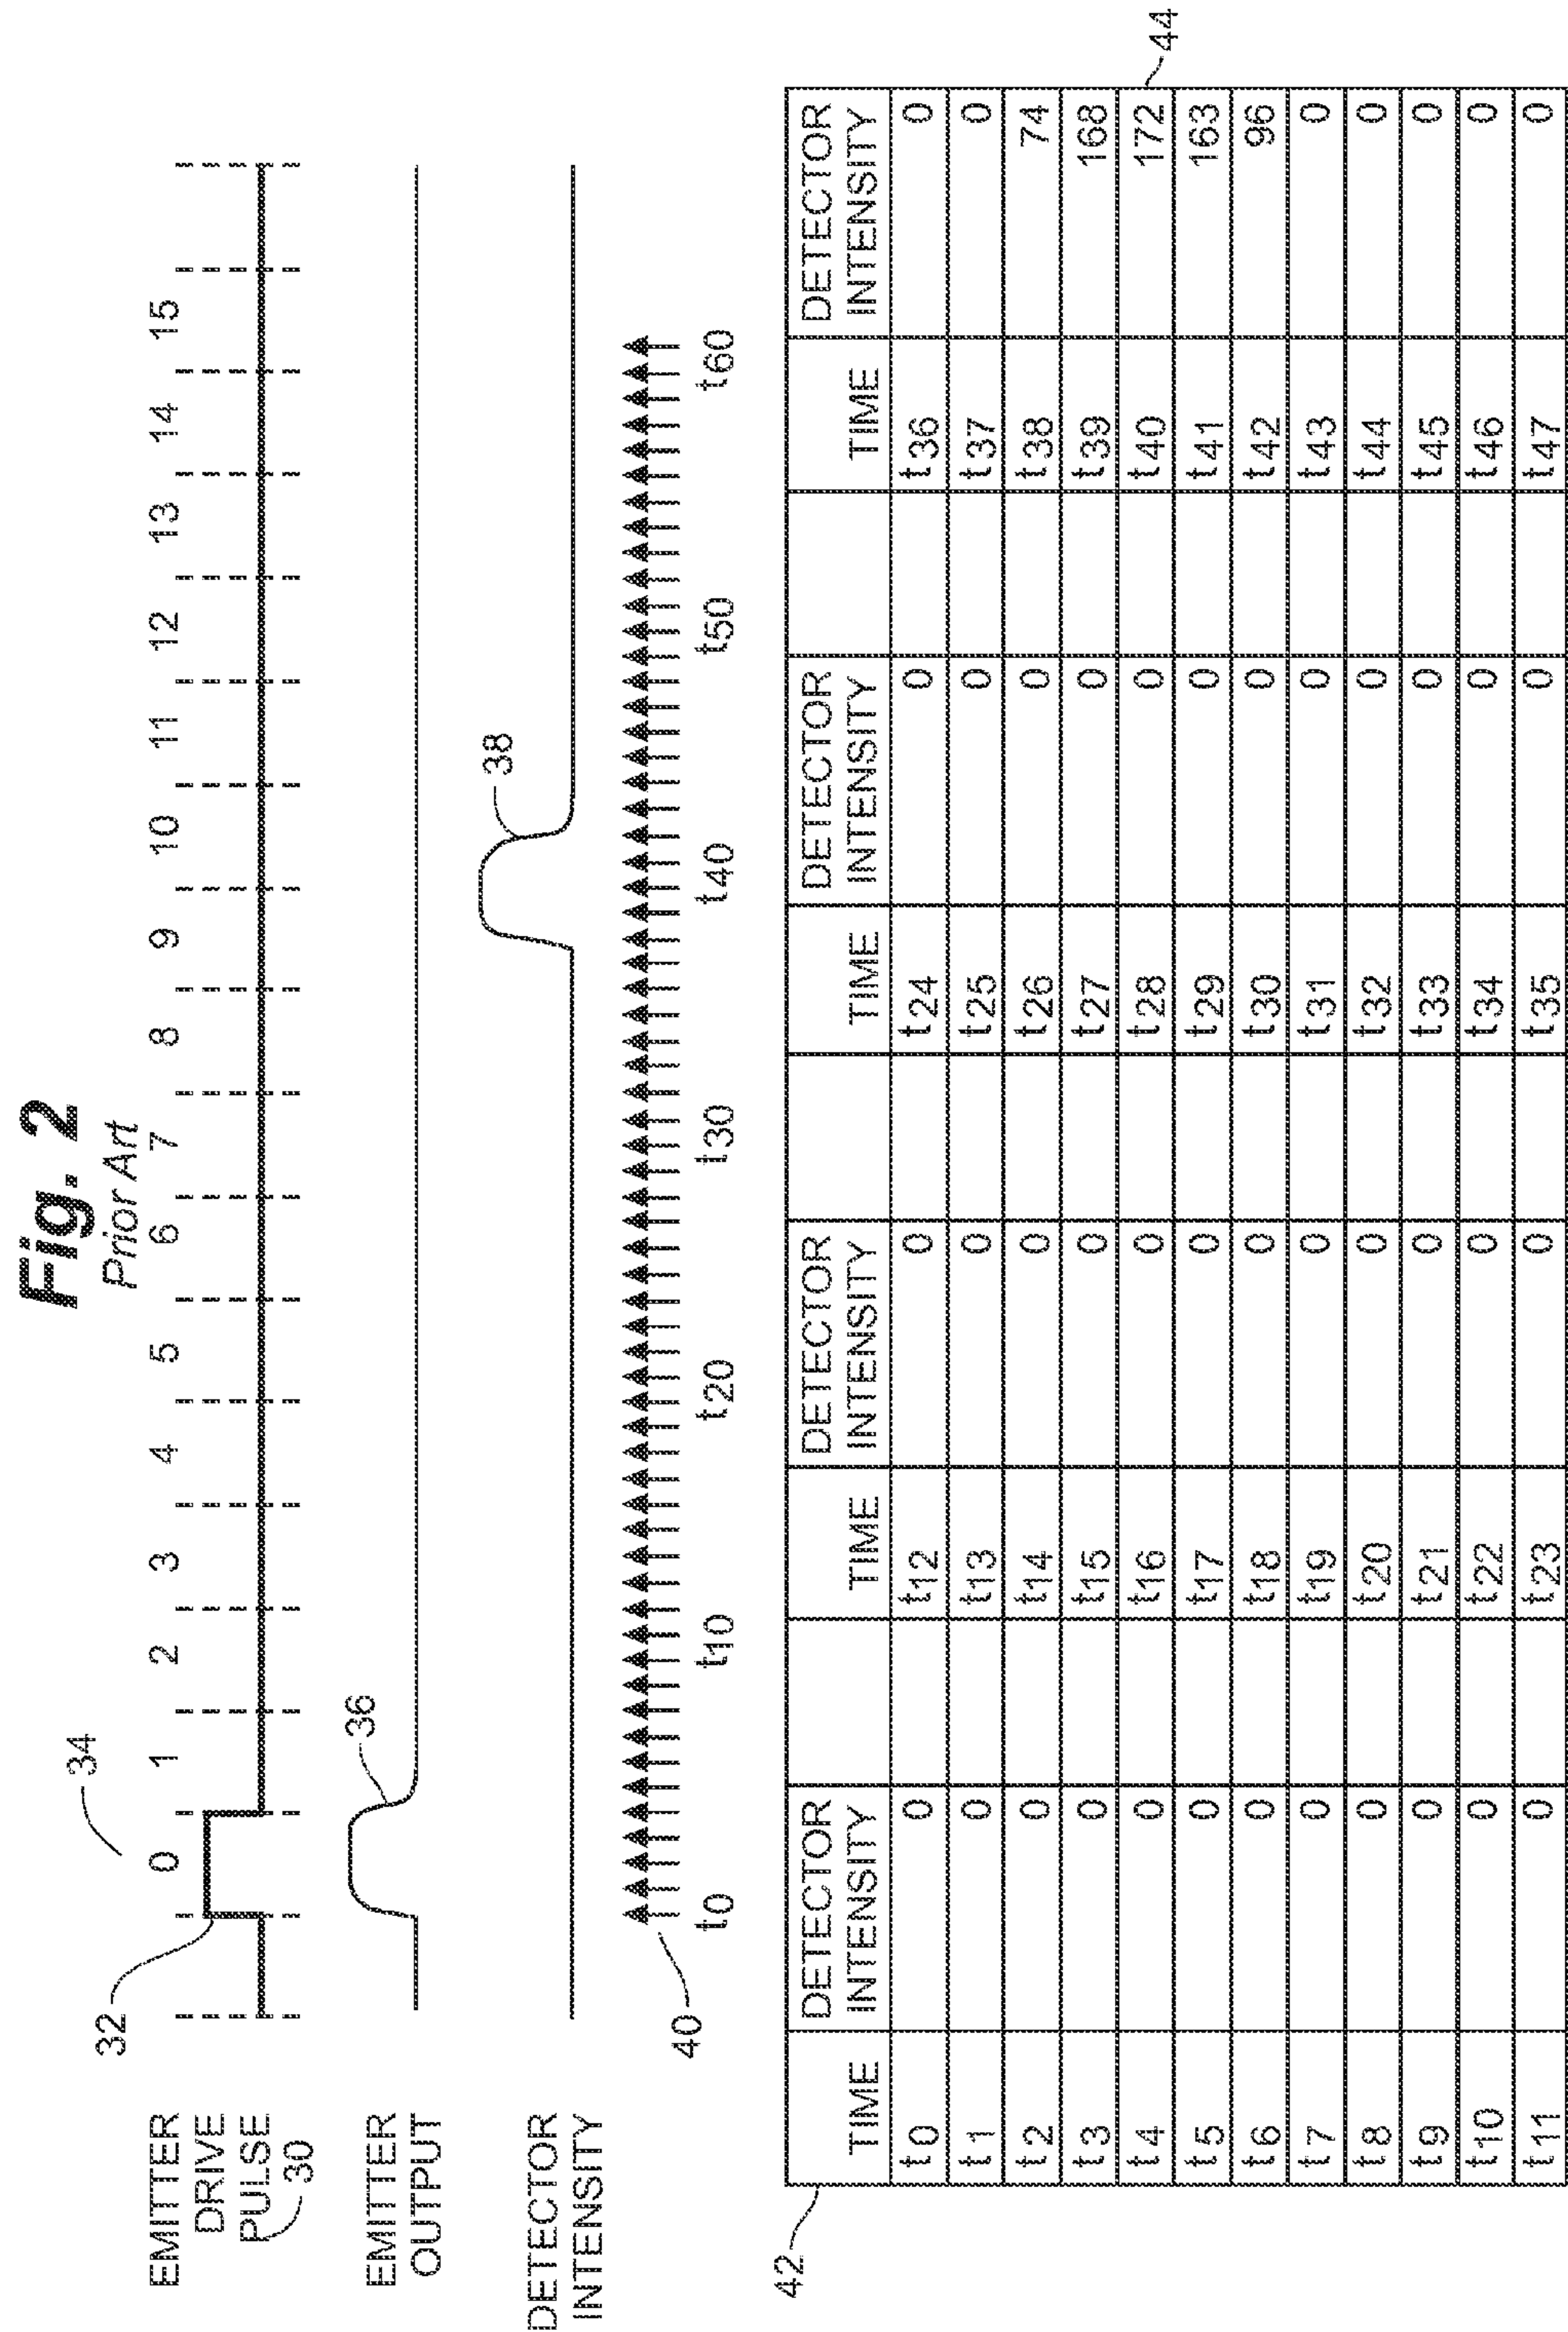 Fig. 2
Prior Art
34
0 1 2 3 4 5 6 7 8 9 10 11 12 13 14 15
32
EMITTER
DRIVE
PULSE
30
36
EMITTER
OUTPUT
38
DETECTOR
INTENSITY
40
t0 t10 t20 t30 t40 t50 t60
42
TIME DETECTOR INTENSITY TIME DETECTOR INTENSITY TIME DETECTOR INTENSITY TIME DETECTOR INTENSITY
t0 0 t12 0 t24 0 t36 0
t1 0 t13 0 t25 0 t37 0
t2 0 t14 0 t26 0 t38 74
t3 0 t15 0 t27 0 t39 168
t4 0 t16 0 t28 0 t40 172
44
t5 0 t17 0 t29 0 t41 163
t6 0 t18 0 t30 0 t42 96
t7 0 t19 0 t31 0 t43 0
t8 0 t20 0 t32 0 t44 0
t9 0 t21 0 t33 0 t45 0
t10 0 t22 0 t34 0 t46 0
t11 0 t23 0 t35 0 t47 0